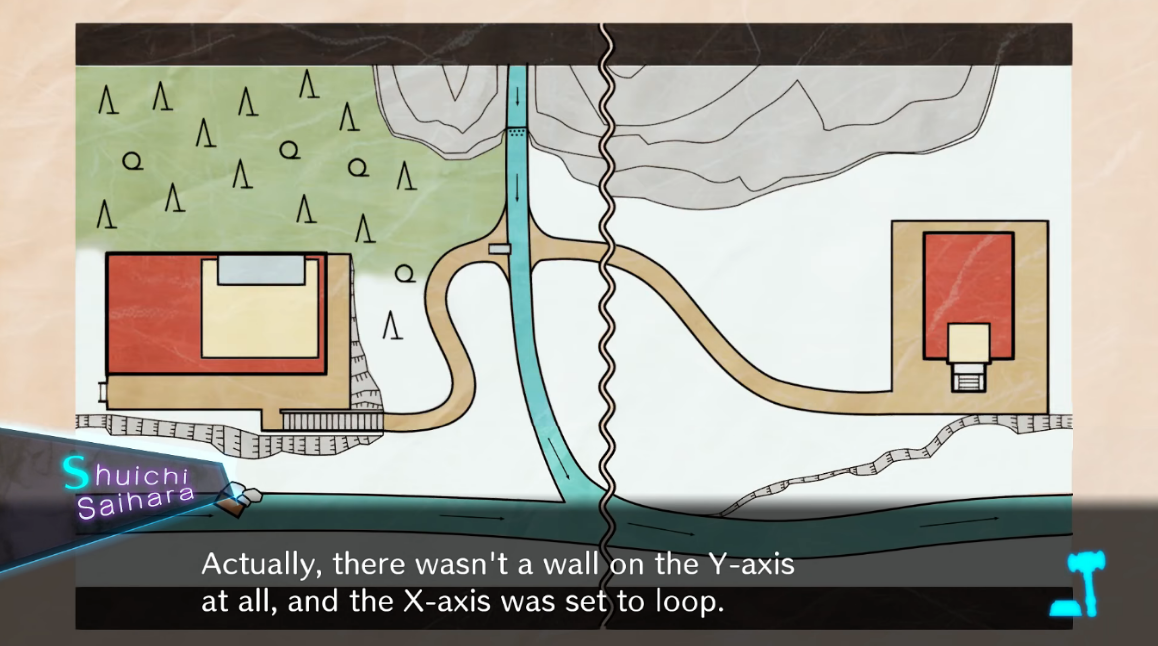 Shuichi
Saihara
Actually, there wasn't a wall on the Y-axis
at all, and the X-axis was set to loop.